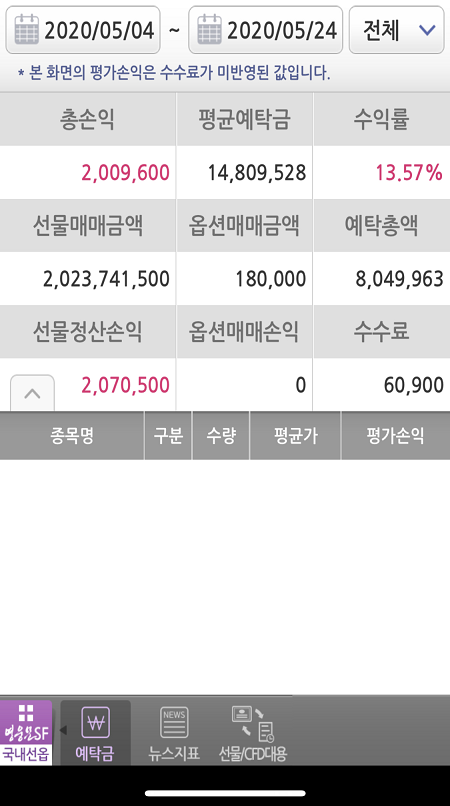 2020/05/04 ~ 2020/05/24 전체
* 본 화면의 평가손익은 수수료가 미반영된 값입니다.
총손익 평균예탁금 수익률
2,009,600 14,809,528 13.57%
선물매매금액 옵션매매금액 예탁총액
2,023,741,500 180,000 8,049,963
선물정산손익 옵션매매손익 수수료
2,070,500 0 60,900
종목명 구분 수량 평균가 평가손익
영웅문SF
국내선옵
₩
예탁금
NEWS
뉴스지표
선물/CFD대용